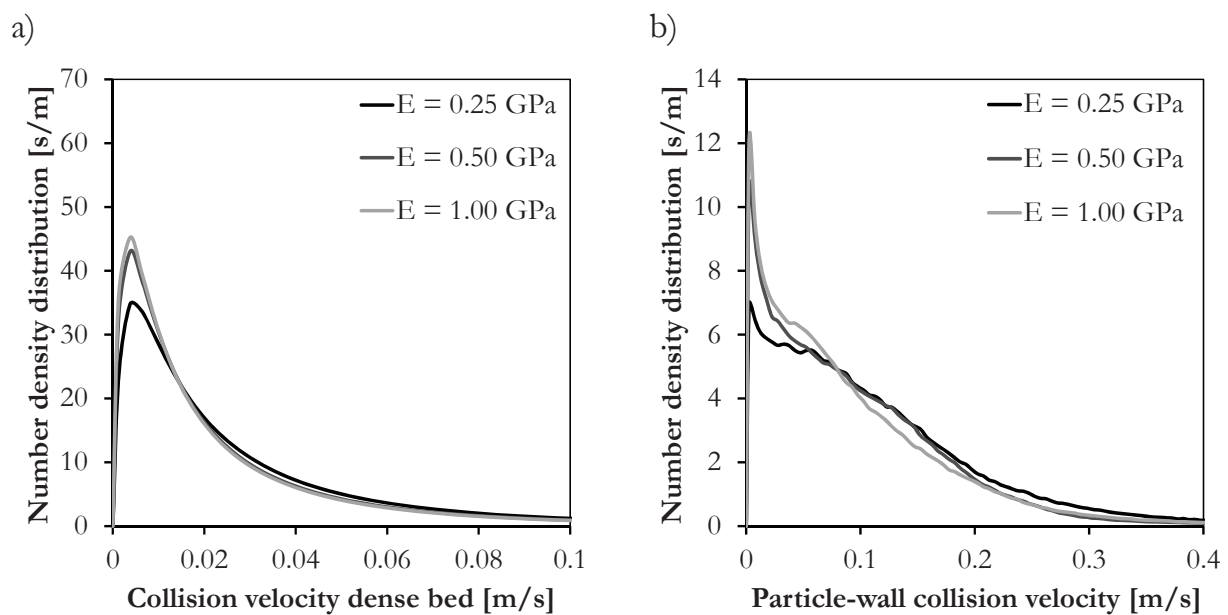 a)
Number density distribution [s/m]
70
60
50
40
30
20
10
0
E = 0.25 GPa
E = 0.50 GPa
E = 1.00 GPa
0 0.02 0.04 0.06 0.08 0.1
Collision velocity dense bed [m/s]
b)
Number density distribution [s/m]
14
12
10
8
6
4
2
0
E = 0.25 GPa
E = 0.50 GPa
E = 1.00 GPa
0 0.1 0.2 0.3 0.4
Particle-wall collision velocity [m/s]